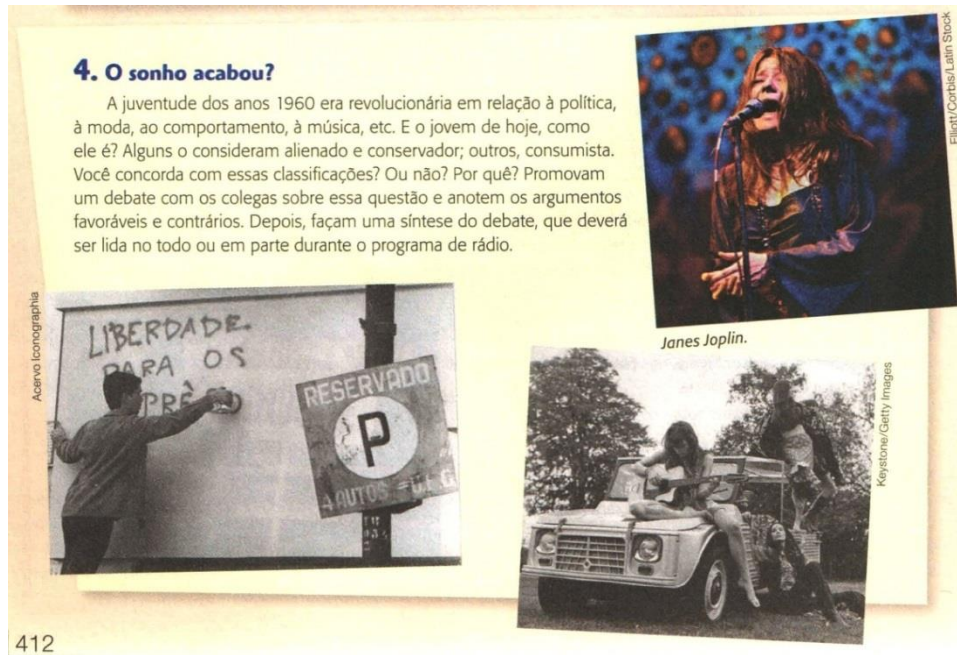 4. O sonho acabou?
A juventude dos anos 1960 era revolucionária em relação à política,
à moda, ao comportamento, à música, etc. E o jovem de hoje, como
ele é? Alguns o consideram alienado e conservador; outros, consumista.
Você concorda com essas classificações? Ou não? Por quê? Promovam
um debate com os colegas sobre essa questão e anotem os argumentos
favoráveis e contrários. Depois, façam uma síntese do debate, que deverá
ser lida no todo ou em parte durante o programa de rádio.
Elliott/Corbis/Latin Stock
Janes Joplin.
Acervo Iconographia
LIBERDADE
PARA OS
PRÊ
RESERVADO
P
4 AUTOS
Keystone/Getty Images
412